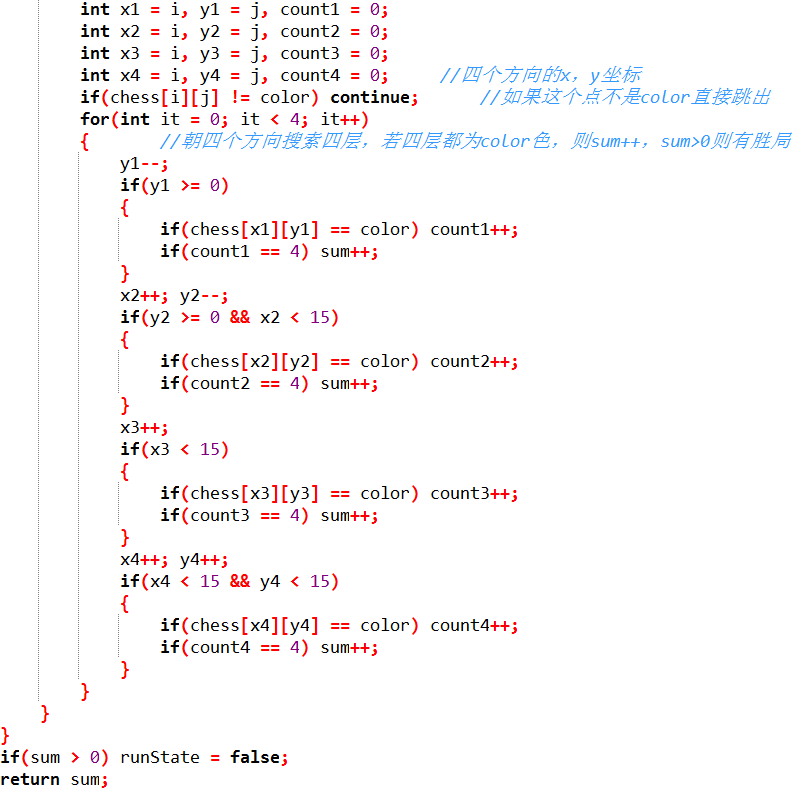 int x1 = i, y1 = j, count1 = 0;
int x2 = i, y2 = j, count2 = 0;
int x3 = i, y3 = j, count3 = 0;
int x4 = i, y4 = j, count4 = 0;     //四个方向的x，y坐标
if(chess[i][j] != color) continue;      //如果这个点不是color直接跳出
for(int it = 0; it < 4; it++)
{       //朝四个方向搜索四层，若四层都为color色，则sum++，sum>0则有胜局
y1--;
if(y1 >= 0)
{
if(chess[x1][y1] == color) count1++;
if(count1 == 4) sum++;
}
x2++; y2--;
if(y2 >= 0 && x2 < 15)
{
if(chess[x2][y2] == color) count2++;
if(count2 == 4) sum++;
}
x3++;
if(x3 < 15)
{
if(chess[x3][y3] == color) count3++;
if(count3 == 4) sum++;
}
x4++; y4++;
if(x4 < 15 && y4 < 15)
{
if(chess[x4][y4] == color) count4++;
if(count4 == 4) sum++;
}
}
}
}
if(sum > 0) runState = false;
return sum;